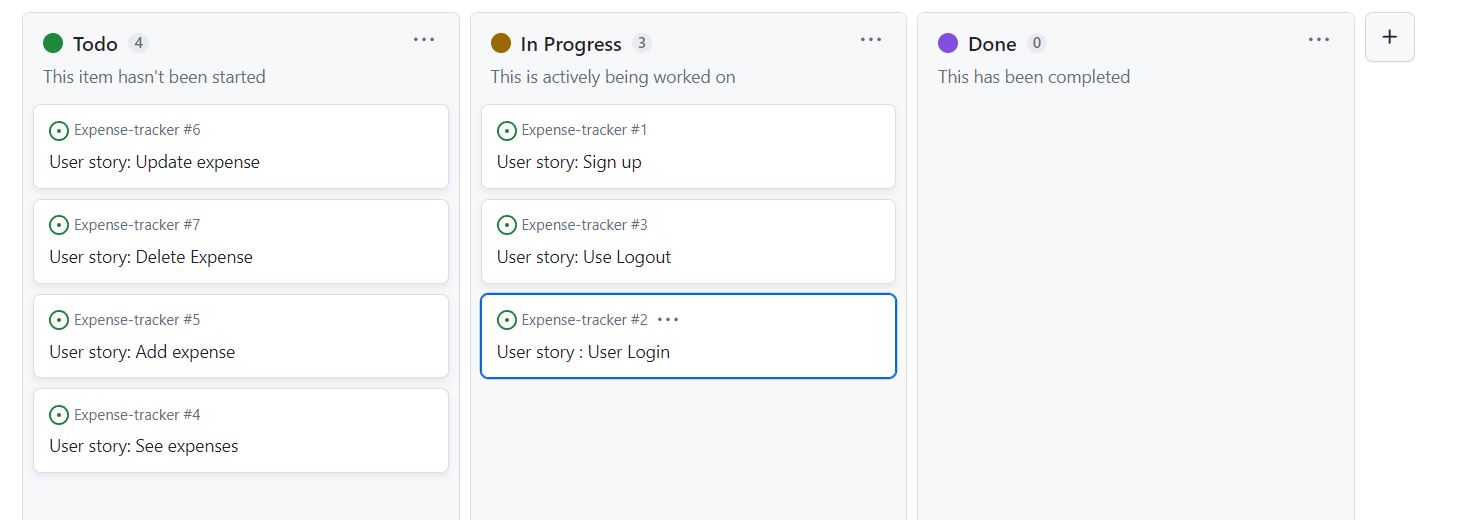 Todo 4
This item hasn't been started
Expense-tracker #6
User story: Update expense
Expense-tracker #7
User story: Delete Expense
Expense-tracker #5
User story: Add expense
Expense-tracker #4
User story: See expenses
In Progress 3
This is actively being worked on
Expense-tracker #1
User story: Sign up
Expense-tracker #3
User story: Use Logout
Expense-tracker #2
User story : User Login
Done 0
This has been completed